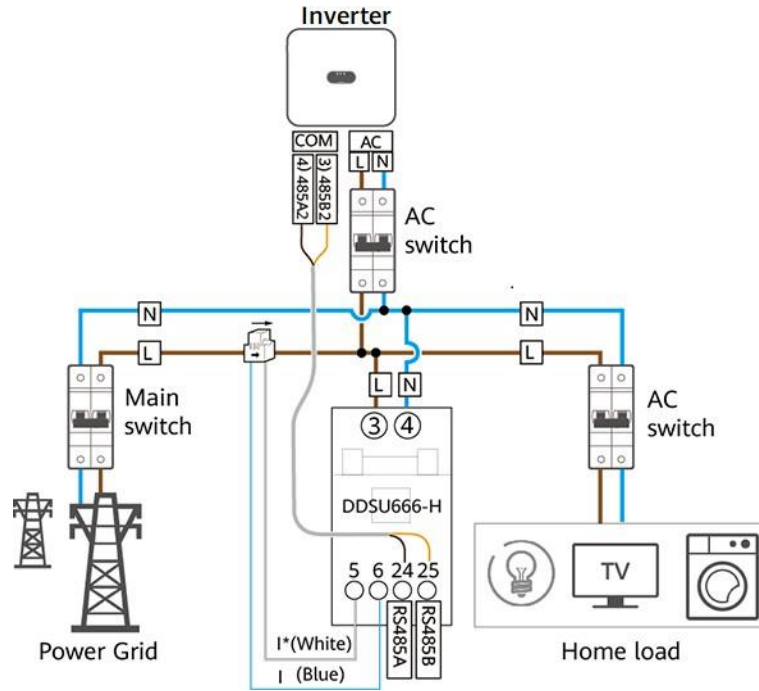 Inverter
COM
AC
L
N
4) 485A2
3) 485B2
AC
switch
N
N
L
L
Main
switch
L
N
AC
switch
3
4
DDSU666-H
TV
5
6
24
25
RS485A
RS485B
I*(White)
I (Blue)
Power Grid
Home load